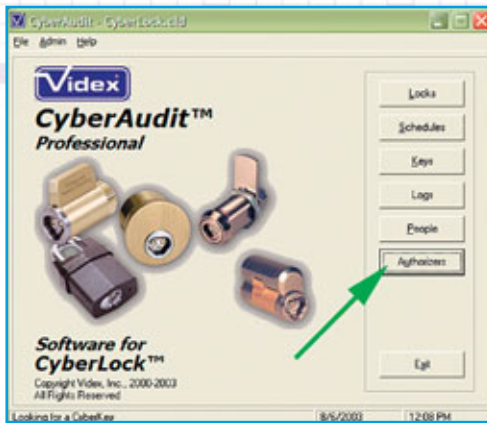 CyberAudit - CyberLock.cld
File Admin Help
Videx
CyberAudit™
Professional
Locks
Schedules
Keys
Logs
People
Authorizers
Software for
CyberLock™
Copyright Videx, Inc., 2000-2003
All Rights Reserved
Exit
Looking for a CyberKey 8/6/2003 12:08 PM